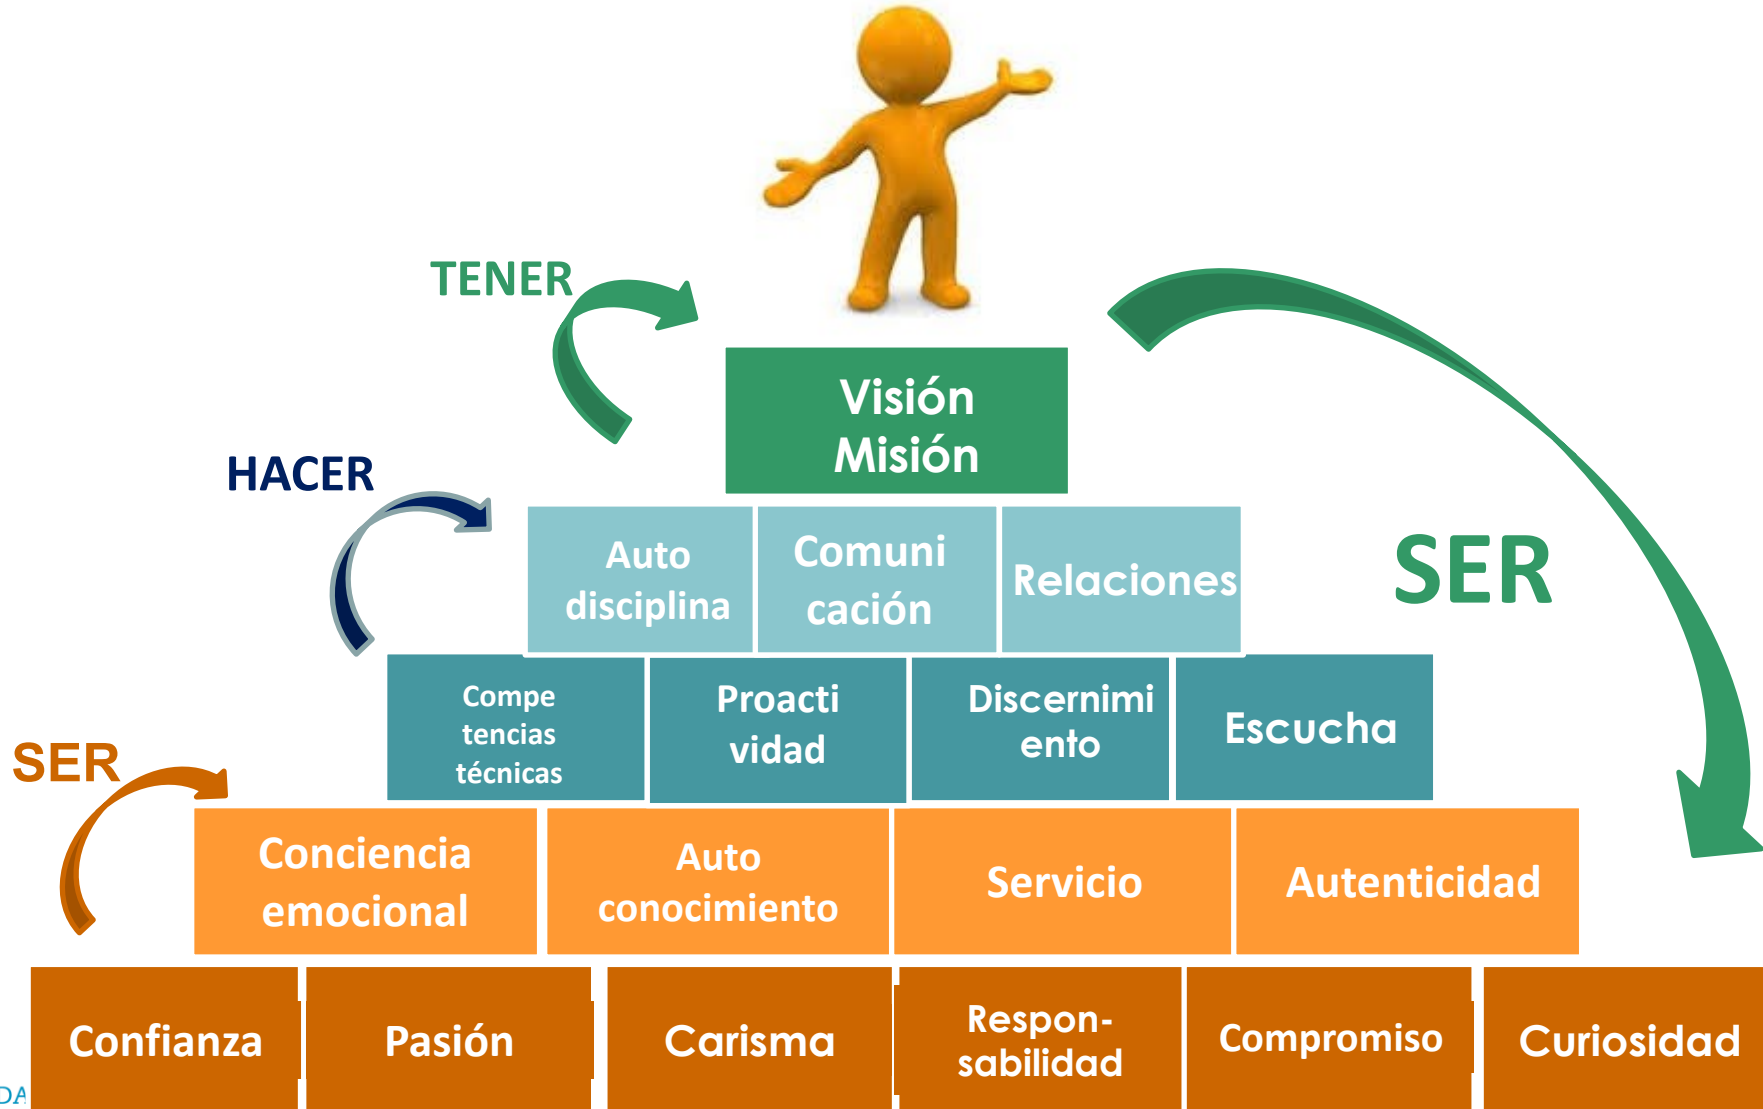 TENER
Visión
Misión
HACER
Auto
disciplina
Comuni
cación
Relaciones
SER
Compe
tencias
técnicas
Proacti
vidad
Discernimi
ento
Escucha
SER
Conciencia
emocional
Auto
conocimiento
Servicio
Autenticidad
Confianza
Pasión
Carisma
Respon-
sabilidad
Compromiso
Curiosidad